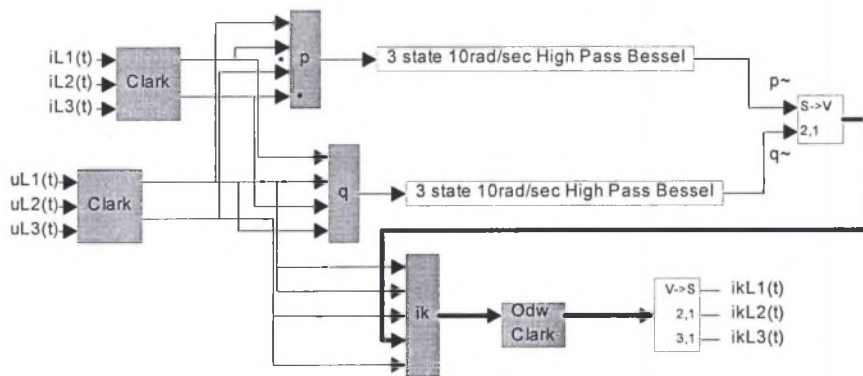 iL1(t)
iL2(t)
iL3(t)
Clark
p
3 state 10rad/sec High Pass Bessel
p~
S->V
2,1
q~
uL1(t)
uL2(t)
uL3(t)
Clark
q
3 state 10rad/sec High Pass Bessel
ik
Odw
Clark
V->S
2,1
3,1
ikL1(t)
ikL2(t)
ikL3(t)